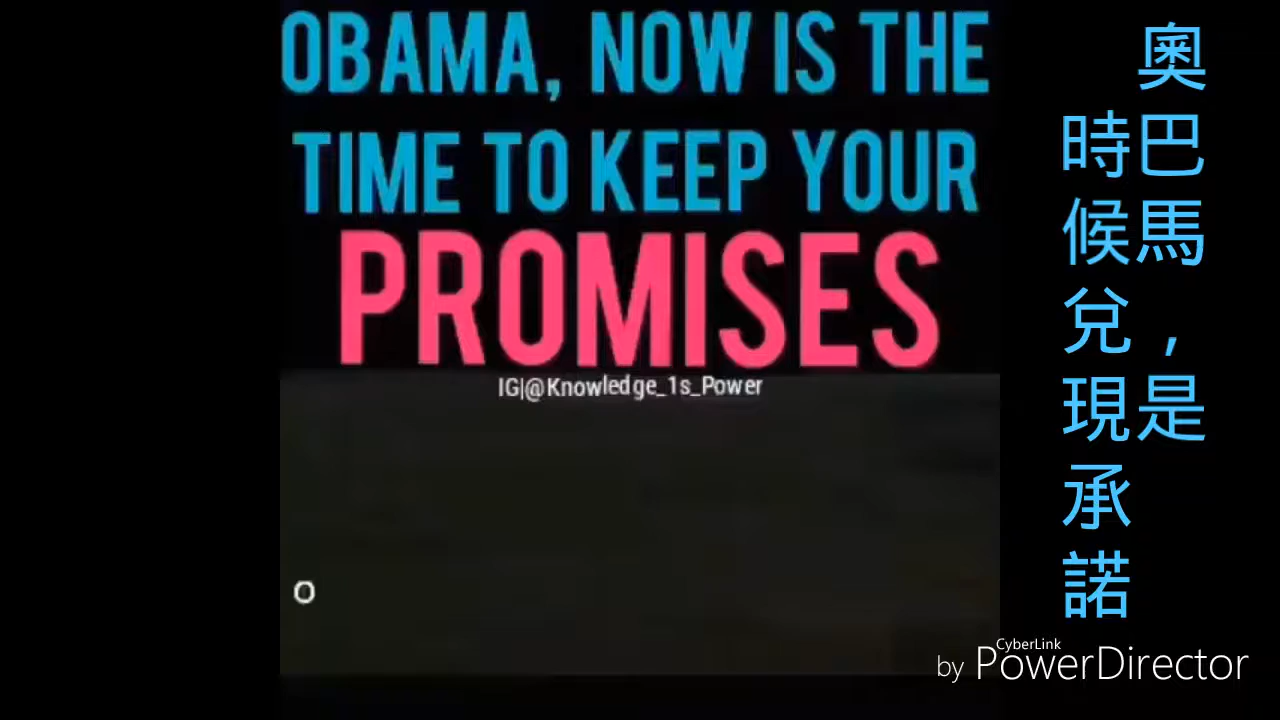 OBAMA, NOW IS THE
TIME TO KEEP YOUR
PROMISES
IG|@Knowledge_1s_Power
O
奧巴馬，是
時候兌現承諾
CyberLink
by PowerDirector